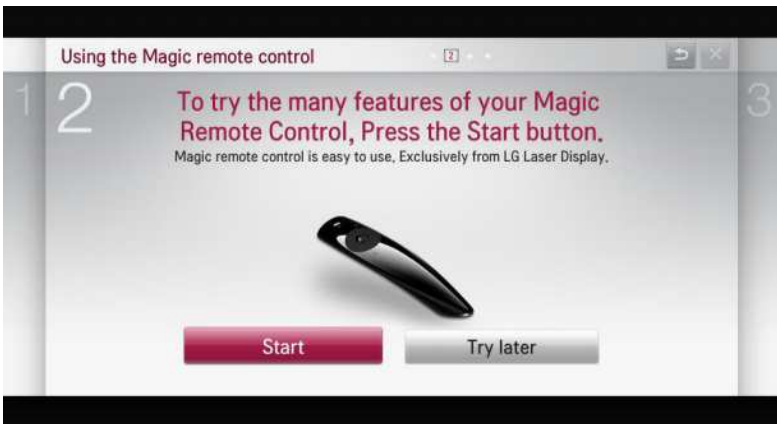 Using the Magic remote control
2
1
2
3
To try the many features of your Magic
Remote Control, Press the Start button.
Magic remote control is easy to use, Exclusively from LG Laser Display.
Start
Try later